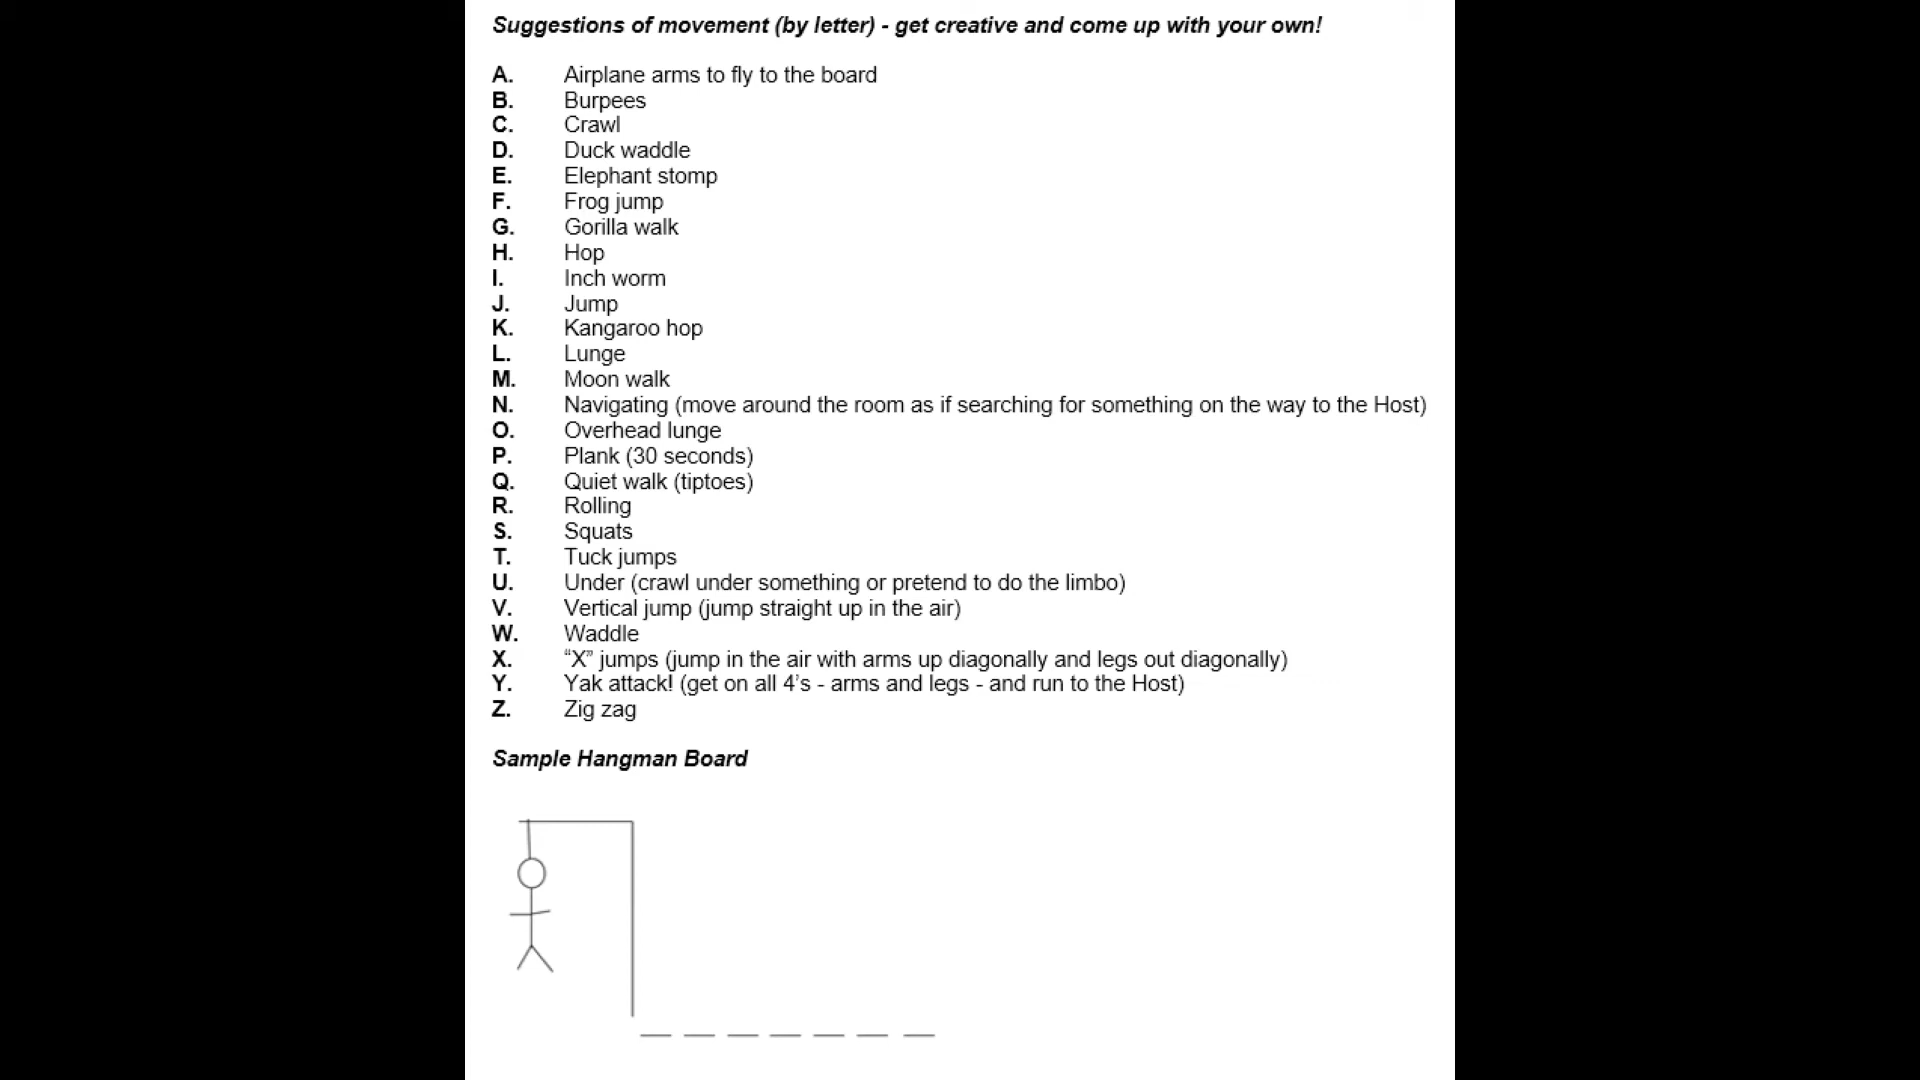 Suggestions of movement (by letter) - get creative and come up with your own!
A. Airplane arms to fly to the board
B. Burpees
C. Crawl
D. Duck waddle
E. Elephant stomp
F. Frog jump
G. Gorilla walk
H. Hop
I. Inch worm
J. Jump
K. Kangaroo hop
L. Lunge
M. Moon walk
N. Navigating (move around the room as if searching for something on the way to the Host)
O. Overhead lunge
P. Plank (30 seconds)
Q. Quiet walk (tiptoes)
R. Rolling
S. Squats
T. Tuck jumps
U. Under (crawl under something or pretend to do the limbo)
V. Vertical jump (jump straight up in the air)
W. Waddle
X. “X” jumps (jump in the air with arms up diagonally and legs out diagonally)
Y. Yak attack! (get on all 4’s - arms and legs - and run to the Host)
Z. Zig zag
Sample Hangman Board